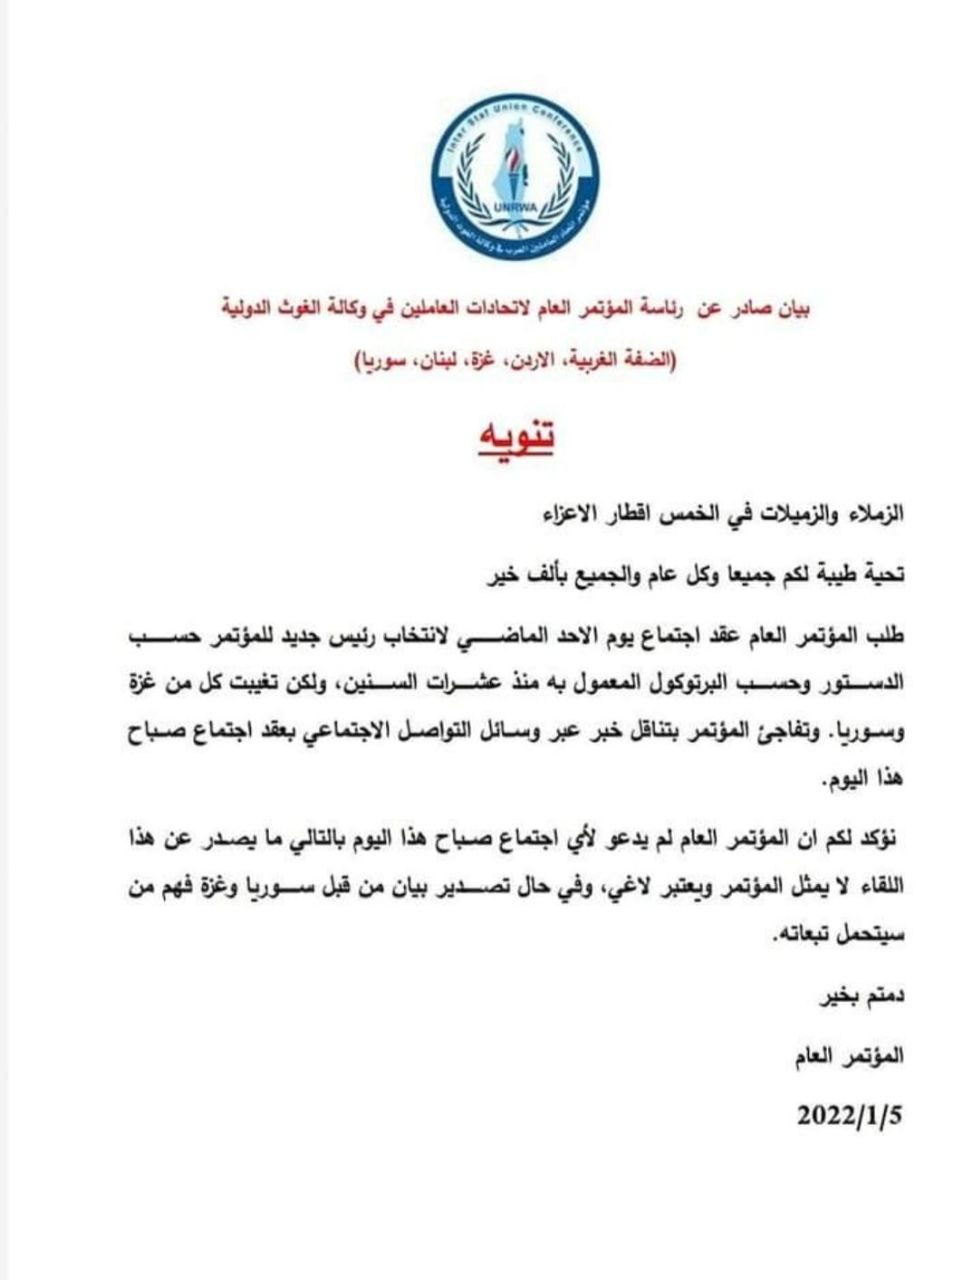 Inter Staf Union Conference
UNRWA
مؤتمر اتحاد العاملين العرب في وكالة الغوث الدولية
بيان صادر عن رئاسة المؤتمر العام لاتحادات العاملين في وكالة الغوث الدولية
(الضفة الغربية، الاردن، غزة، لبنان، سوريا)
تنويه
الزملاء والزميلات في الخمس اقطار الاعزاء
تحية طيبة لكم جميعا وكل عام والجميع بألف خير
طلب المؤتمر العام عقد اجتماع يوم الاحد الماضي لانتخاب رئيس جديد للمؤتمر حسب
الدستور وحسب البرتوكول المعمول به منذ عشرات السنين، ولكن تغيبت كل من غزة
وسوريا. وتفاجئ المؤتمر بتناقل خبر عبر وسائل التواصل الاجتماعي بعقد اجتماع صباح
هذا اليوم.
نؤكد لكم ان المؤتمر العام لم يدعو لأي اجتماع صباح هذا اليوم بالتالي ما يصدر عن هذا
اللقاء لا يمثل المؤتمر ويعتبر لاغي، وفي حال تصدير بيان من قبل سوريا وغزة فهم من
سيتحمل تبعاته.
دمتم بخير
المؤتمر العام
2022/1/5